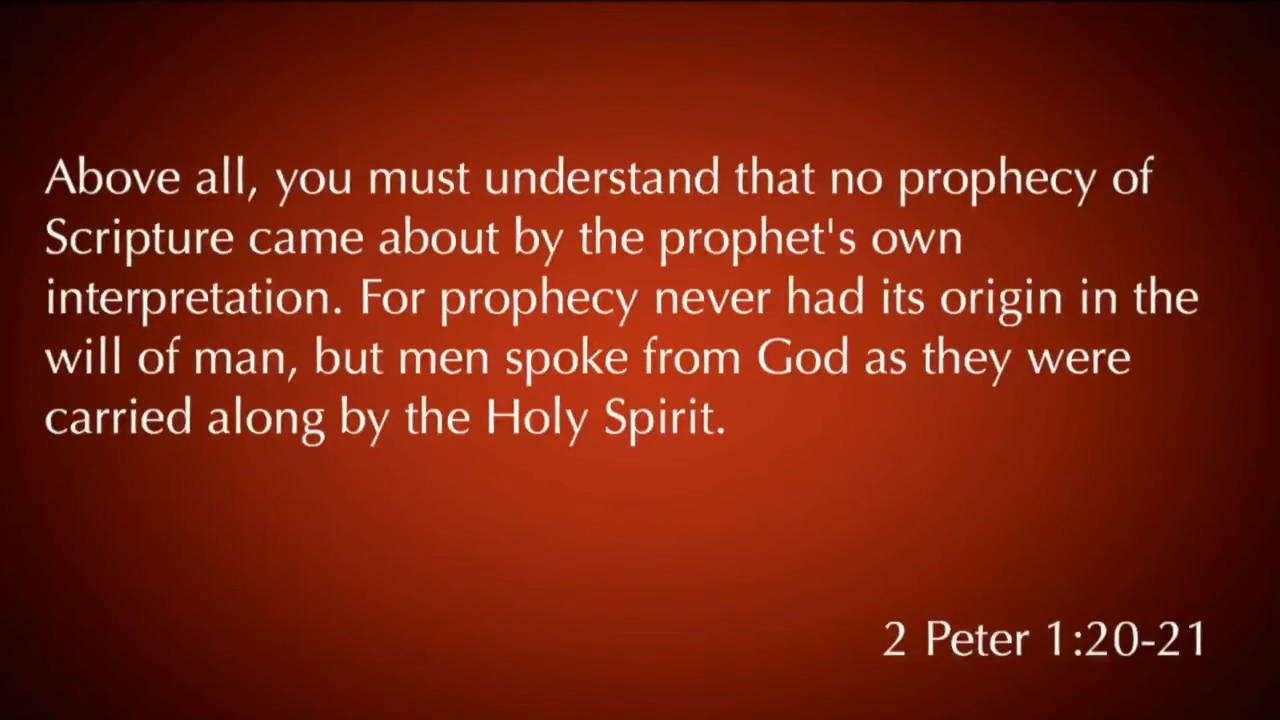 Above all, you must understand that no prophecy of
Scripture came about by the prophet's own
interpretation. For prophecy never had its origin in the
will of man, but men spoke from God as they were
carried along by the Holy Spirit.
2 Peter 1:20-21